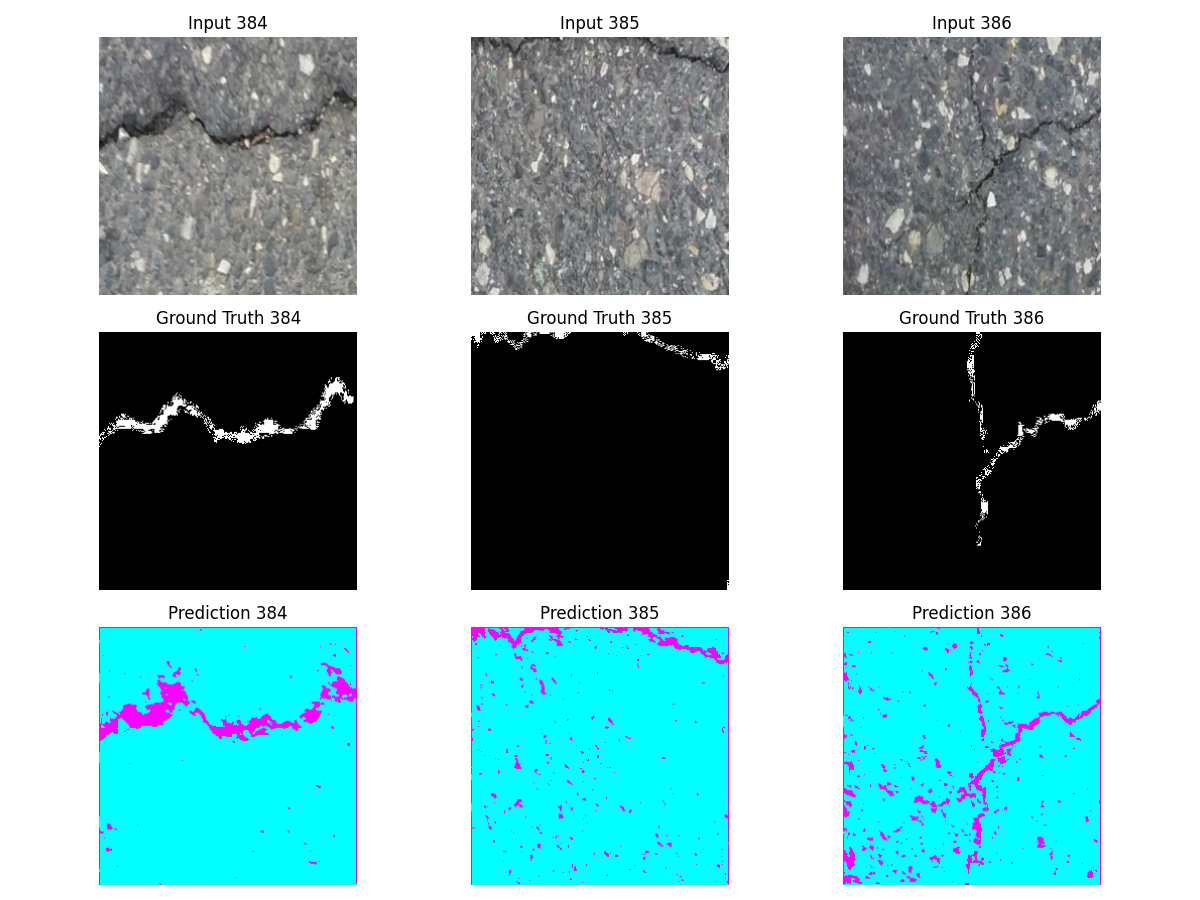 Input 384
Input 385
Input 386
Ground Truth 384
Ground Truth 385
Ground Truth 386
Prediction 384
Prediction 385
Prediction 386